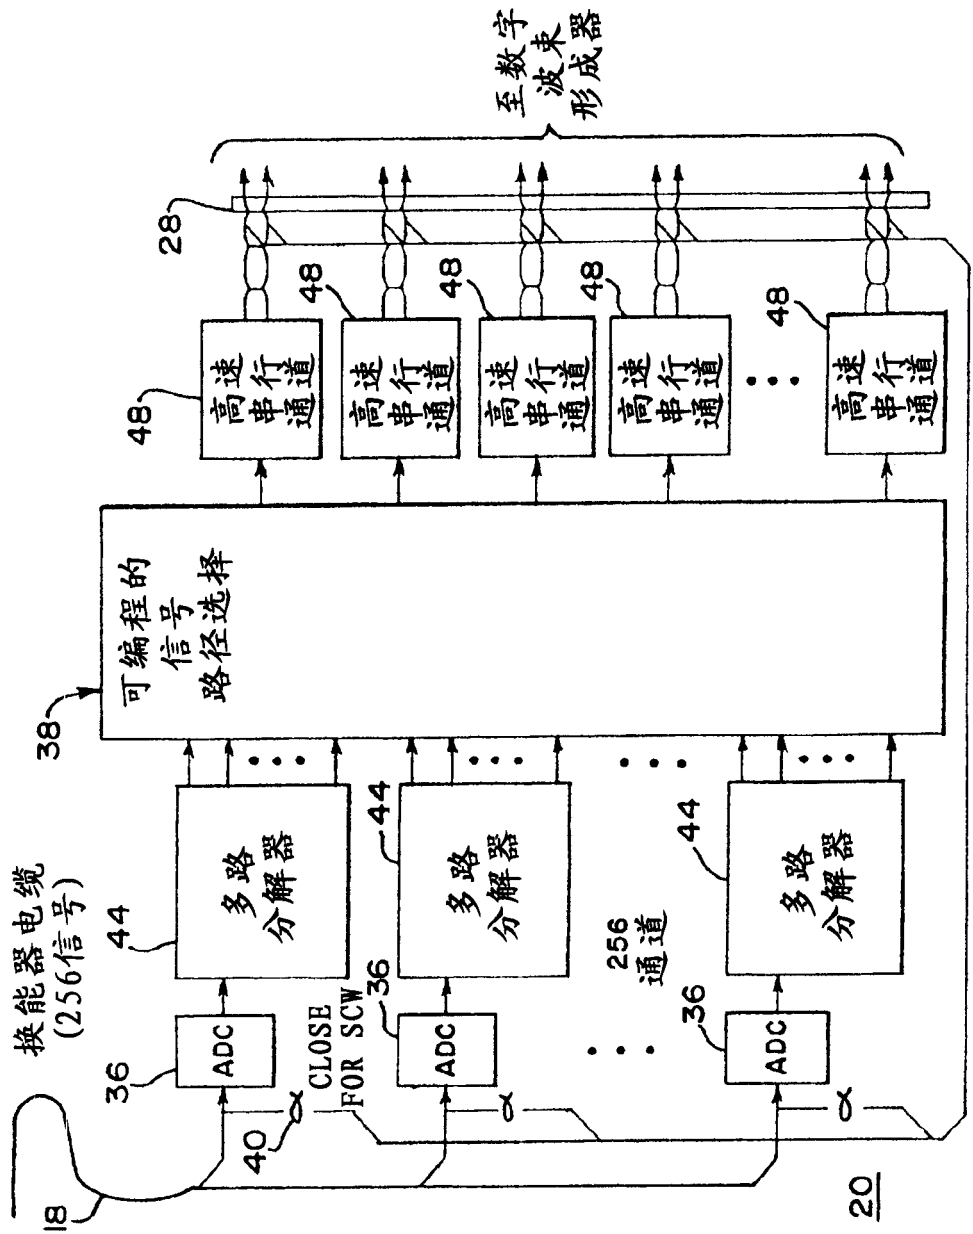 换能器电缆
(256信号)
18
40
CLOSE
FOR SCW
36
ADC
44
多路
分解器
36
ADC
44
多路
分解器
256
通道
36
ADC
44
多路
分解器
38
可编程的
信号
路径选择
48
高速
串行
通道
48
高速
串行
通道
48
高速
串行
通道
48
高速
串行
通道
48
高速
串行
通道
28
至数字
波束
形成器
20